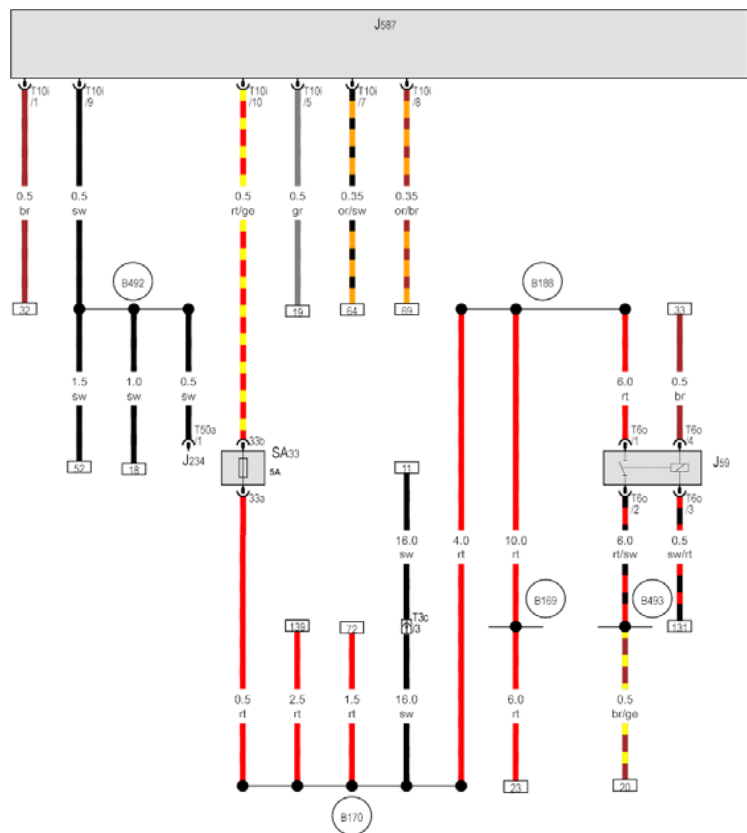 J587
T10i /1
T10i /9
T10i /10
T10i /5
T10i /7
T10i /8
0.5 br
0.5 sw
0.5 rt/ge
0.5 gr
0.35 or/sw
0.35 or/br
B492
B188
32
19
64
69
33
1.5 sw
1.0 sw
0.5 sw
6.0 rt
0.5 br
T50a /1
J234
52
18
33b
SA33
5A
33a
11
T6o /1
T6o /4
J59
T6o /2
T6o /3
16.0 sw
4.0 rt
10.0 rt
6.0 rt/sw
0.5 sw/rt
B169
B493
139
72
T3c /3
131
0.5 rt
2.5 rt
1.5 rt
16.0 sw
6.0 rt
0.5 br/ge
23
20
B170